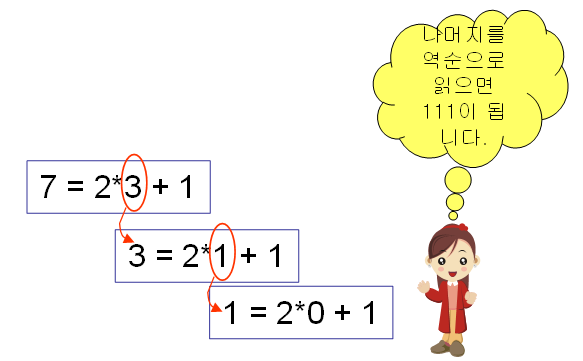 나머지를
역순으로
읽으면
111이 됩
니다.
7 = 2*3 + 1
3 = 2*1 + 1
1 = 2*0 + 1